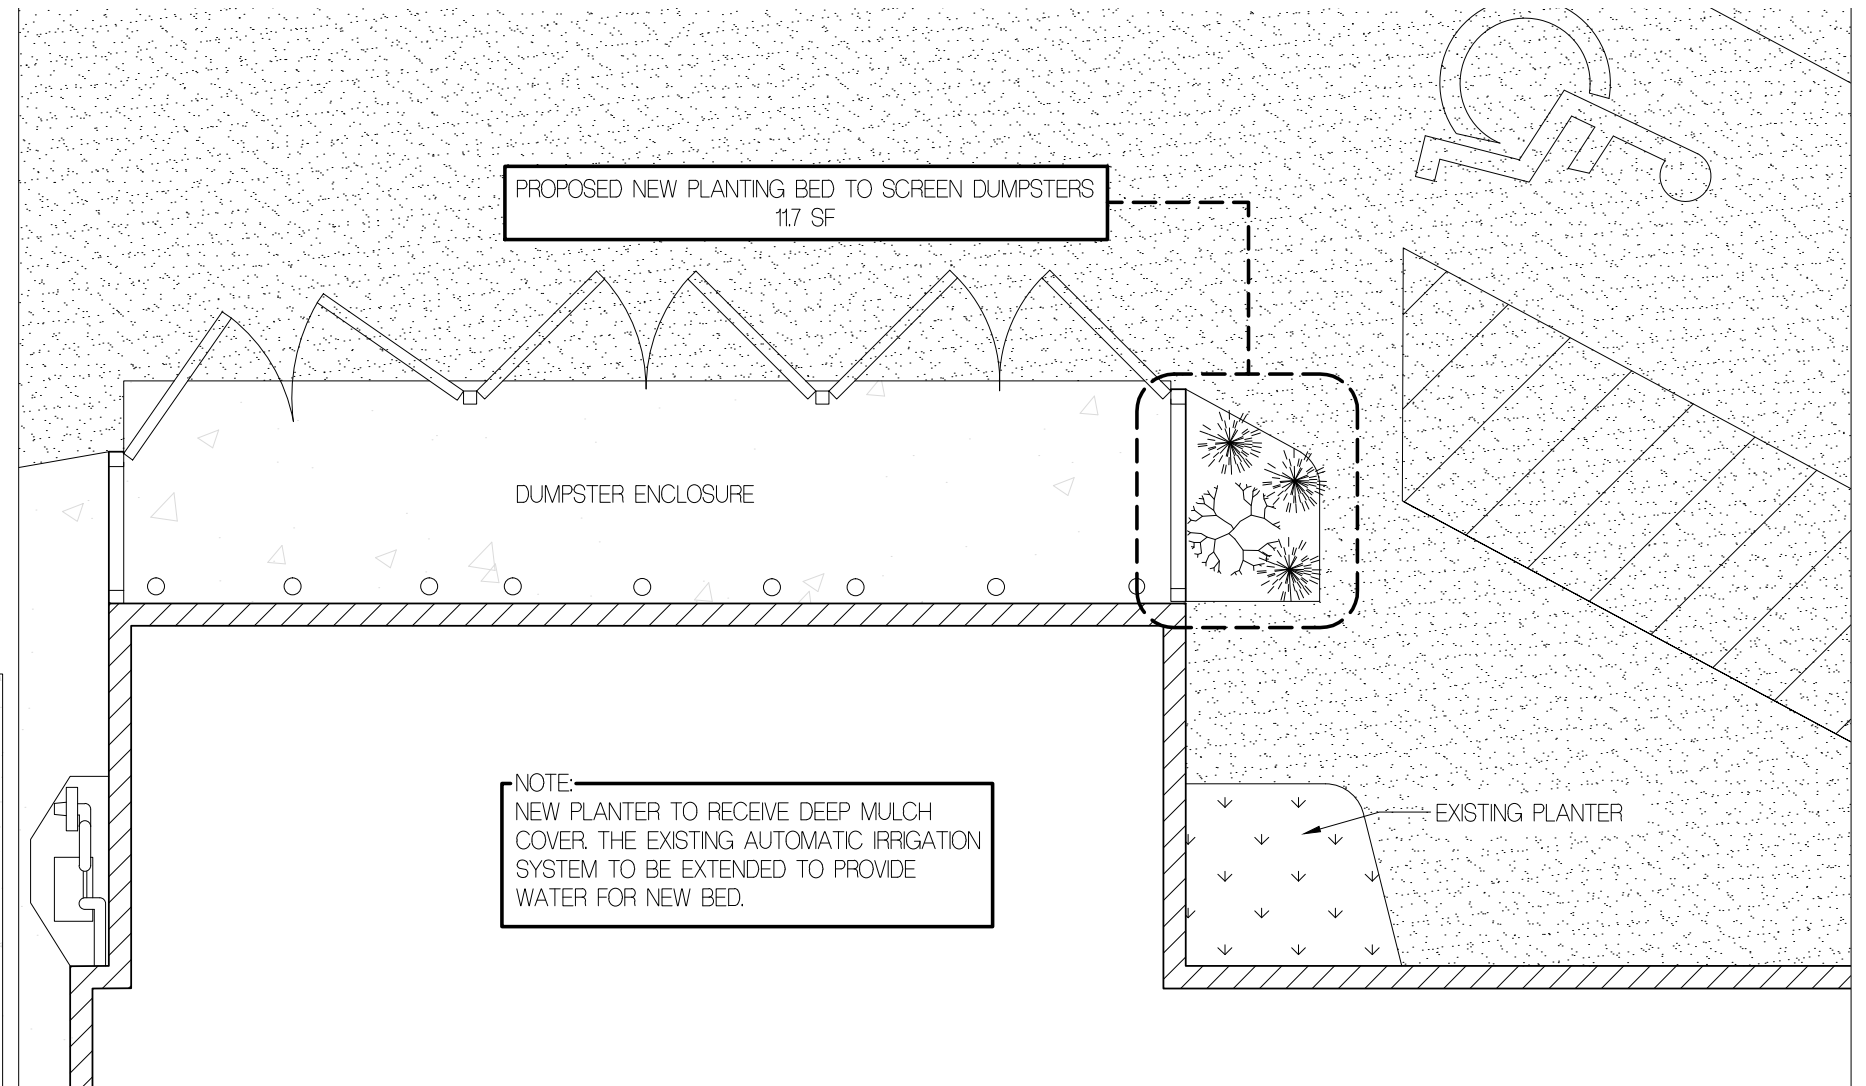 PROPOSED NEW PLANTING BED TO SCREEN DUMPSTERS
11.7 SF
DUMPSTER ENCLOSURE
NOTE:
NEW PLANTER TO RECEIVE DEEP MULCH
COVER. THE EXISTING AUTOMATIC IRRIGATION
SYSTEM TO BE EXTENDED TO PROVIDE
WATER FOR NEW BED.
EXISTING PLANTER